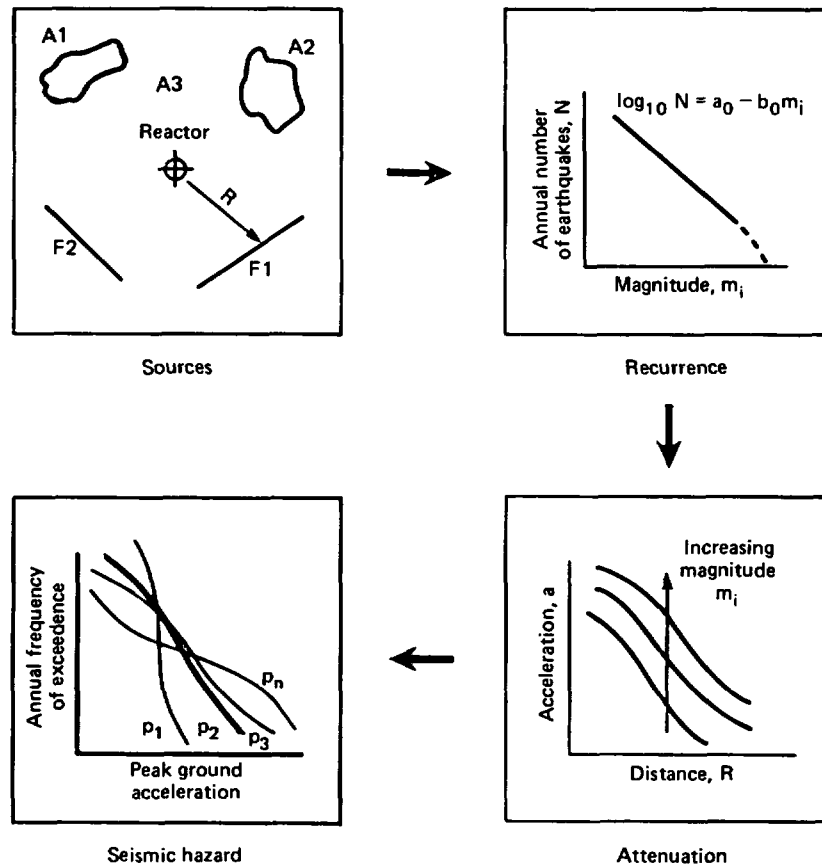 A1
A2
A3
Reactor
R
F2
F1
Sources
log₁₀ N = a₀ − b₀mᵢ
Annual number
of earthquakes, N
Magnitude, mᵢ
Recurrence
Annual frequency
of exceedence
p₁
p₂
p₃
pₙ
Peak ground
acceleration
Seismic hazard
Increasing
magnitude
mᵢ
Acceleration, a
Distance, R
Attenuation